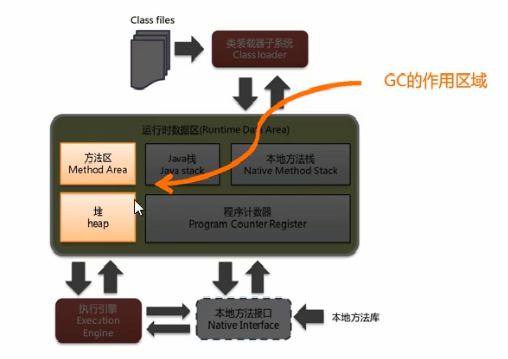 Class files
类装载器子系统
Class loader
GC的作用区域
运行时数据区(Runtime Data Area)
方法区
Method Area
Java栈
Java stack
本地方法栈
Native Method Stack
堆
heap
程序计数器
Program Counter Register
执行引擎
Execution
Engine
本地方法接口
Native Interface
本地方法库